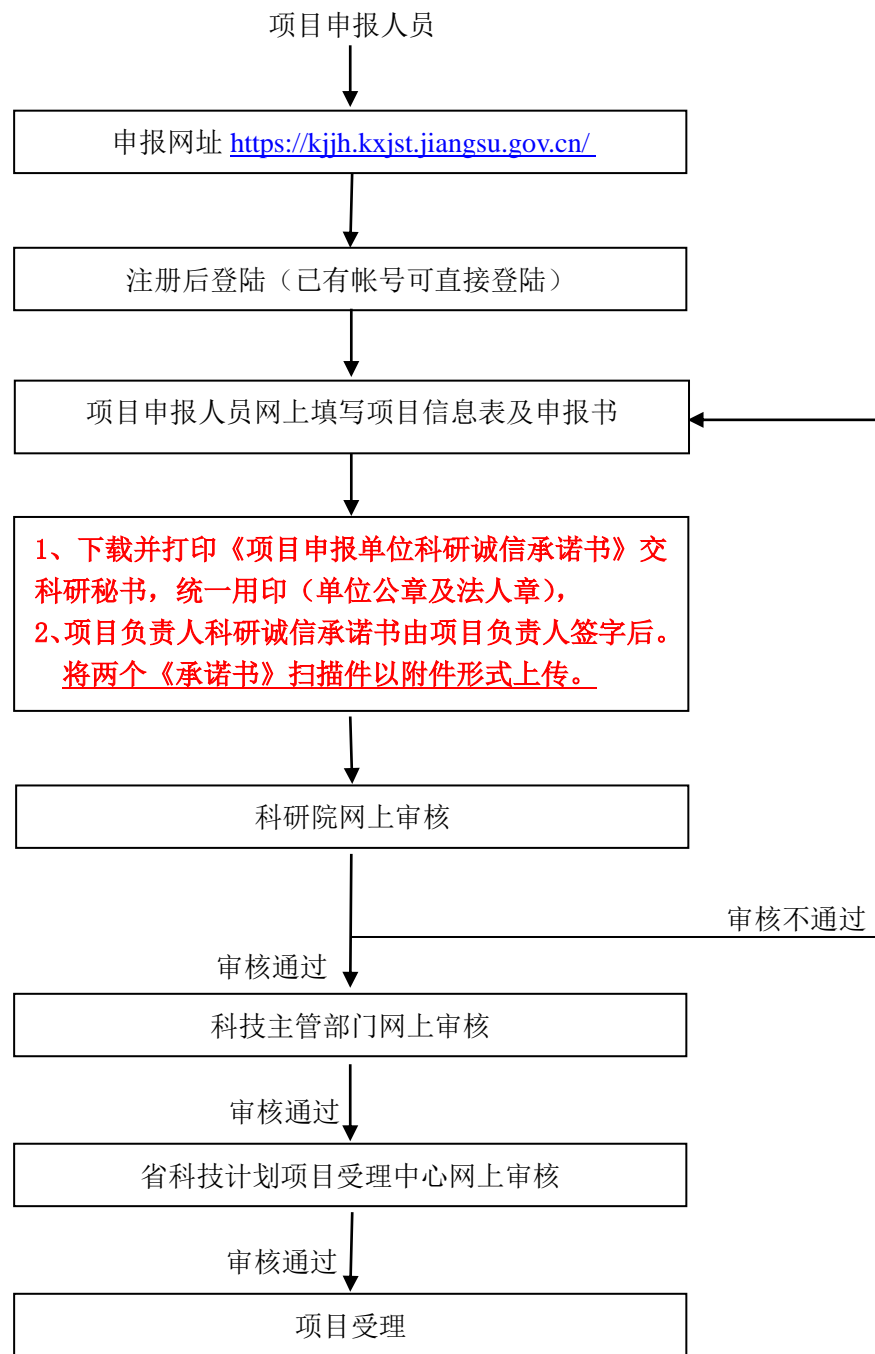 项目申报人员
申报网址 https://kjjh.kxjst.jiangsu.gov.cn/
注册后登陆（已有帐号可直接登陆）
项目申报人员网上填写项目信息表及申报书
1、下载并打印《项目申报单位科研诚信承诺书》交
科研秘书，统一用印（单位公章及法人章），
2、项目负责人科研诚信承诺书由项目负责人签字后。
将两个《承诺书》扫描件以附件形式上传。
科研院网上审核
审核不通过
审核通过
科技主管部门网上审核
审核通过
省科技计划项目受理中心网上审核
审核通过
项目受理